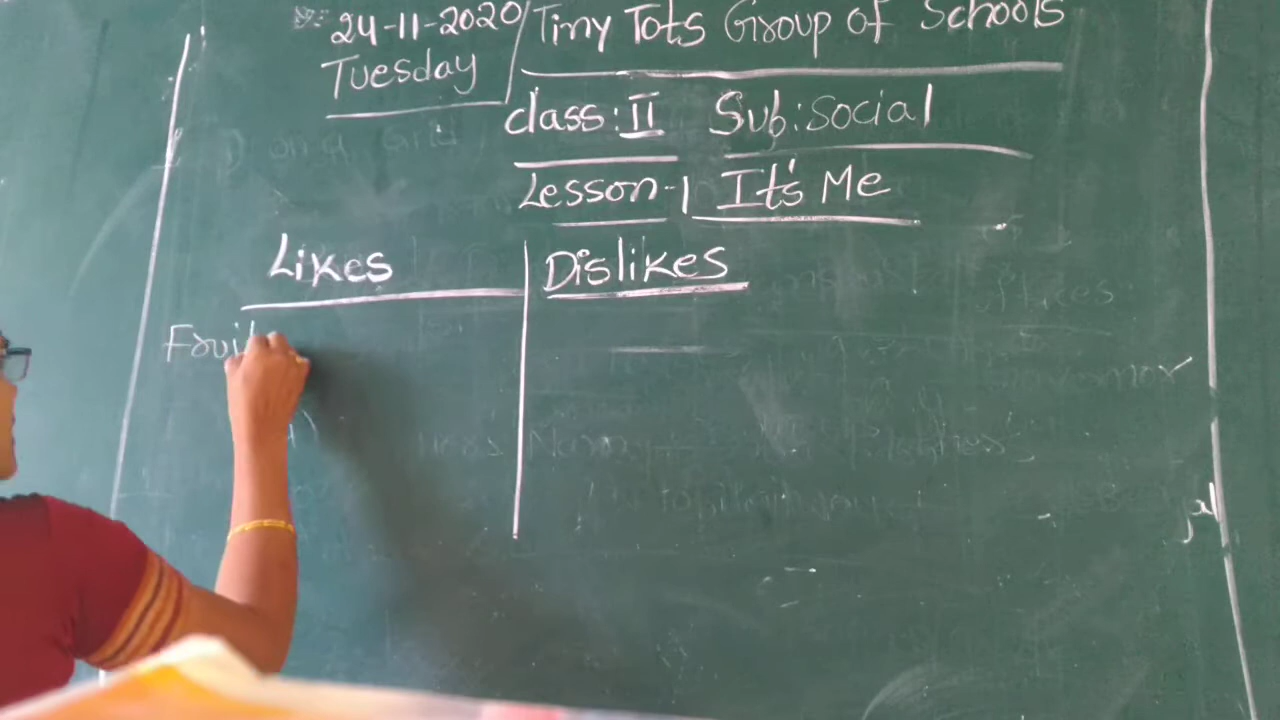 24-11-2020
Tuesday
Tiny Tots Group of Schools
class: II Sub: Social
Lesson-1 It's Me
Likes Dislikes
Fruit